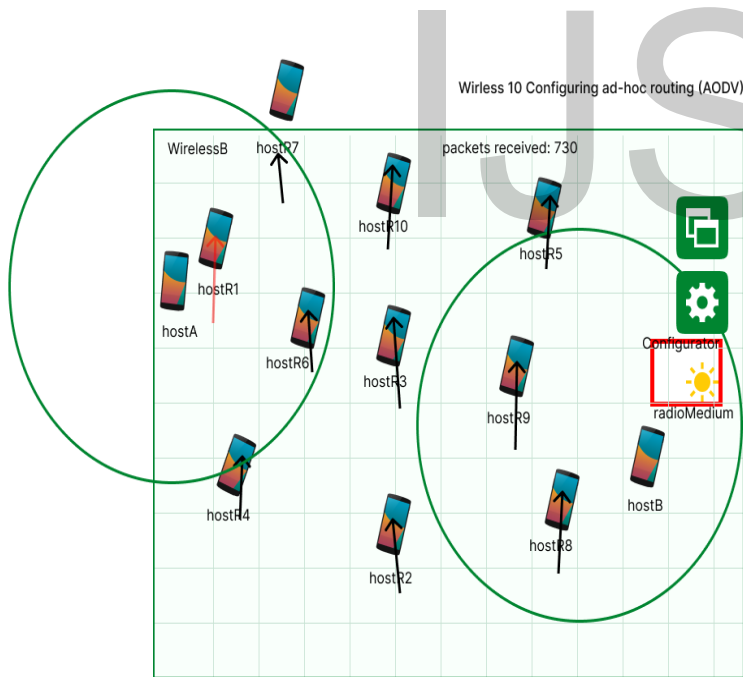 IJS
Wirless 10 Configuring ad-hoc routing (AODV)
WirelessB
hostR7
packets received: 730
hostR10
hostR5
hostR1
hostA
Configurator
hostR6
hostR3
radioMedium
hostR9
hostB
hostR4
hostR8
hostR2